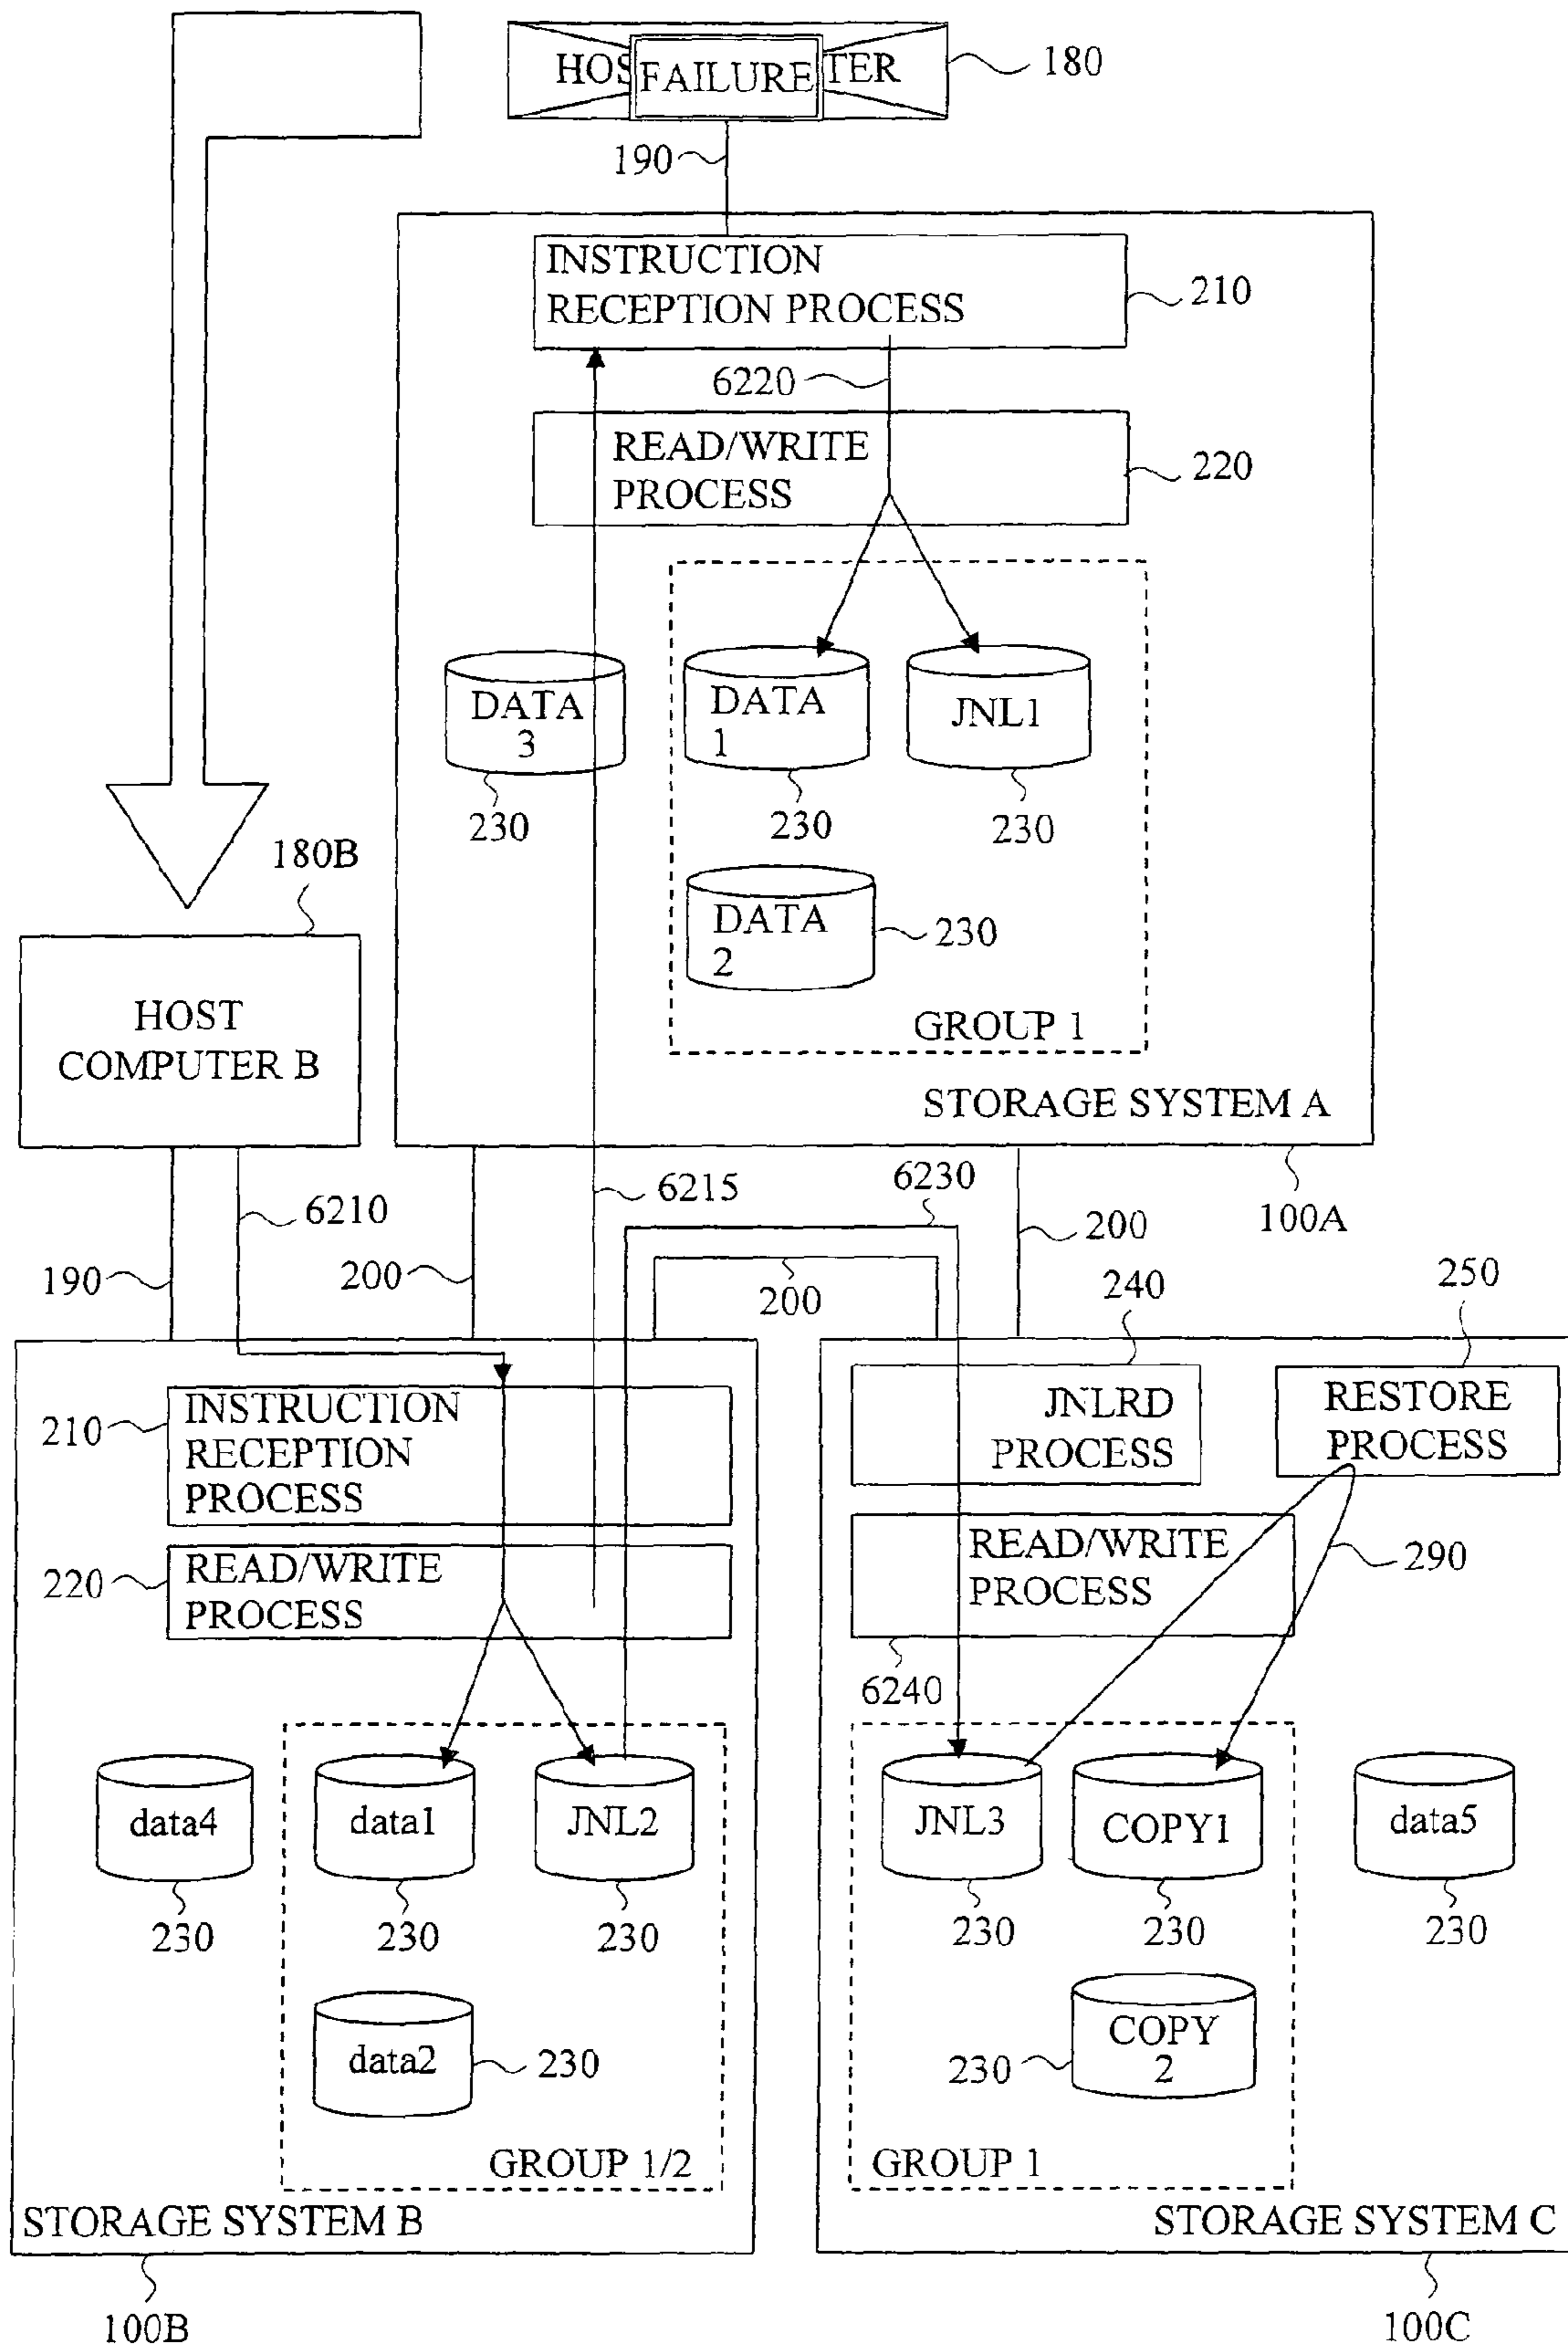 HOS
FAILURE
TER
180
190
INSTRUCTION
RECEPTION PROCESS
210
6220
READ/WRITE
PROCESS
220
DATA
3
DATA
1
JNL1
230
230
230
180B
DATA
2
230
HOST
COMPUTER B
GROUP 1
STORAGE SYSTEM A
6210
6215
6230
100A
190
200
200
200
240
250
INSTRUCTION
RECEPTION
PROCESS
210
JNLRD
PROCESS
RESTORE
PROCESS
READ/WRITE
PROCESS
220
READ/WRITE
PROCESS
290
6240
data4
data1
JNL2
JNL3
COPY1
data5
230
230
230
230
230
230
data2
230
COPY
2
230
GROUP 1/2
GROUP 1
STORAGE SYSTEM B
STORAGE SYSTEM C
100B
100C